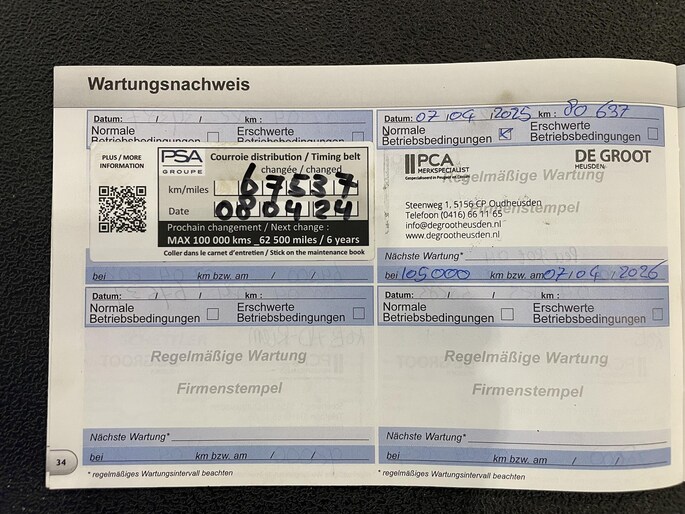 Wartungsnachweis
Datum: / / km :
Normale Betriebsbedingungen
Erschwerte Betriebsbedingungen
PLUS / MORE
INFORMATION
PSA
GROUPE
Courroie distribution / Timing belt
changée / changed
km/miles 67537
Date 080424
Prochain changement / Next change :
MAX 100 000 kms _62 500 miles / 6 years
Coller dans le carnet d'entretien / Stick on the maintenance book
bei / km bzw. am / /
Datum: 07 / 04 / 2025 km : 80 637
Normale Betriebsbedingungen
Erschwerte Betriebsbedingungen
Regelmäßige Wartung
Firmenstempel
PCA
MERKSPECIALIST
DE GROOT
HEUSDEN
Steenweg 1, 5156 CP Oudheusden
Telefoon (0416) 66 11 65
info@degrootheusden.nl
www.degrootheusden.nl
Nächste Wartung*
bei 105000 km bzw. am 07 / 04 / 2026
Datum: / / km :
Normale Betriebsbedingungen
Erschwerte Betriebsbedingungen
Regelmäßige Wartung
Firmenstempel
Nächste Wartung*
bei km bzw. am / /
Datum: / / km :
Normale Betriebsbedingungen
Erschwerte Betriebsbedingungen
Regelmäßige Wartung
Firmenstempel
Nächste Wartung*
bei km bzw. am / /
34
* regelmäßiges Wartungsintervall beachten
* regelmäßiges Wartungsintervall beachten